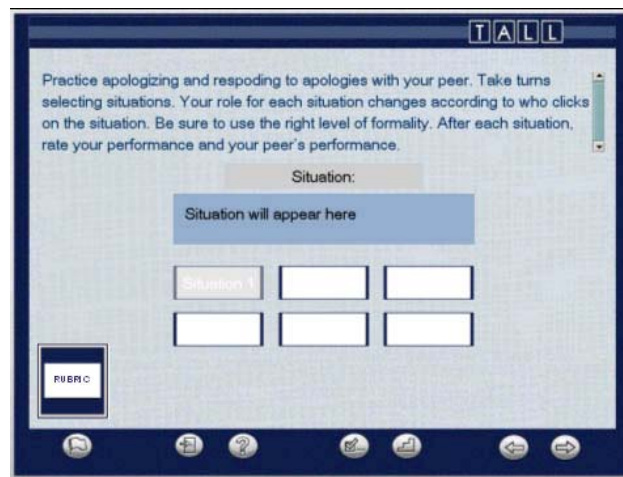 TALL
Practice apologizing and respoding to apologies with your peer. Take turns
selecting situations. Your role for each situation changes according to who clicks
on the situation. Be sure to use the right level of formality. After each situation,
rate your performance and your peer's performance.
Situation:
Situation will appear here
Situation 1
RUBRIC